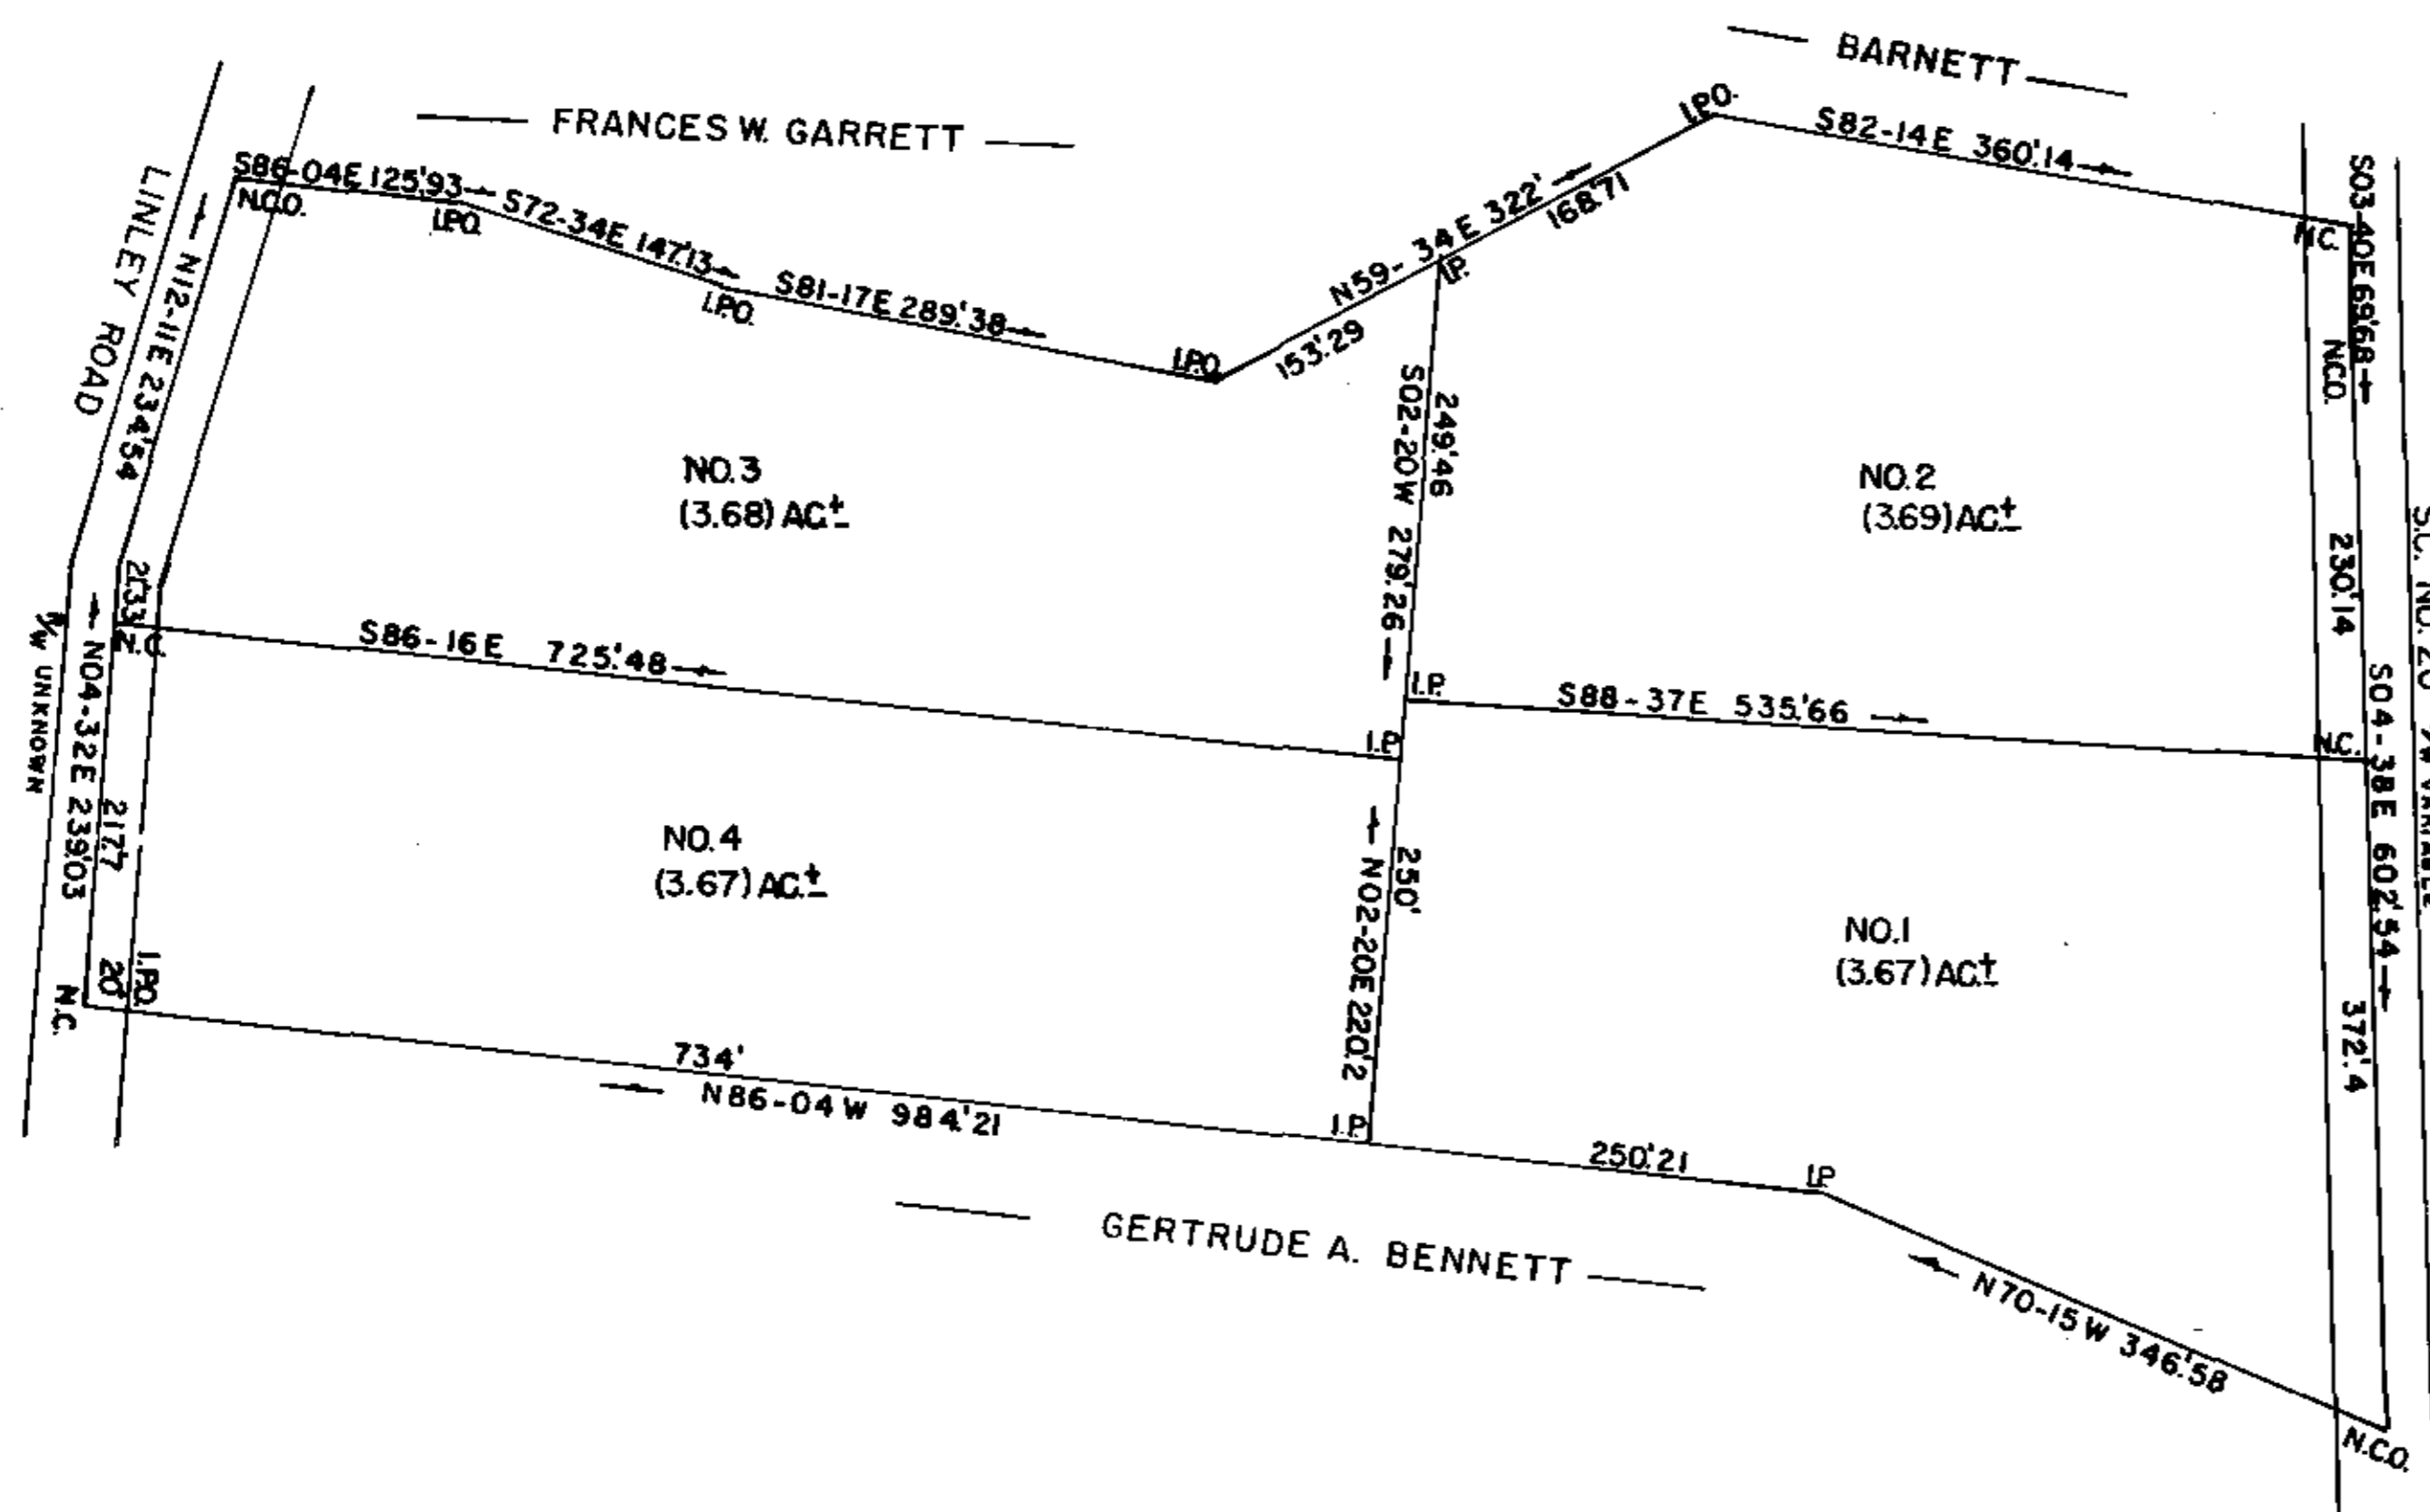 BARNETT
FRANCES W. GARRETT
I.P.O.
S82-14E 360.'14
S86-04E 125.'93
N.C.O.
I.P.O.
S72-34E 147.'13
I.P.O.
S81-17E 289.'38
I.P.O.
N59-34E 322'
168.'71
153.'29
I.P.
N.C.
S03-40E 69.'68
N.C.O.
LINLEY ROAD
N12-11E 234.'54
NO.3
(3.68) AC.±
249.'46
S02-20W 279.'26
NO.2
(3.69) AC.±
230.'14
S.C. NO. 20
VARIABLE
S04-38E 602.'54
N.C.
R/W UNKNOWN
N04-32E 239.'03
S86-16E 725.'48
I.P.
I.P.
S88-37E 535.'66
N.C.
217.'7
NO.4
(3.67) AC.±
250'
N02-20E 220.'2
NO.1
(3.67) AC.±
372.'4
20'
I.P.O.
N.C.
734'
N86-04W 984.'21
I.P.
250.'21
I.P.
GERTRUDE A. BENNETT
N70-15W 346.'58
N.C.O.